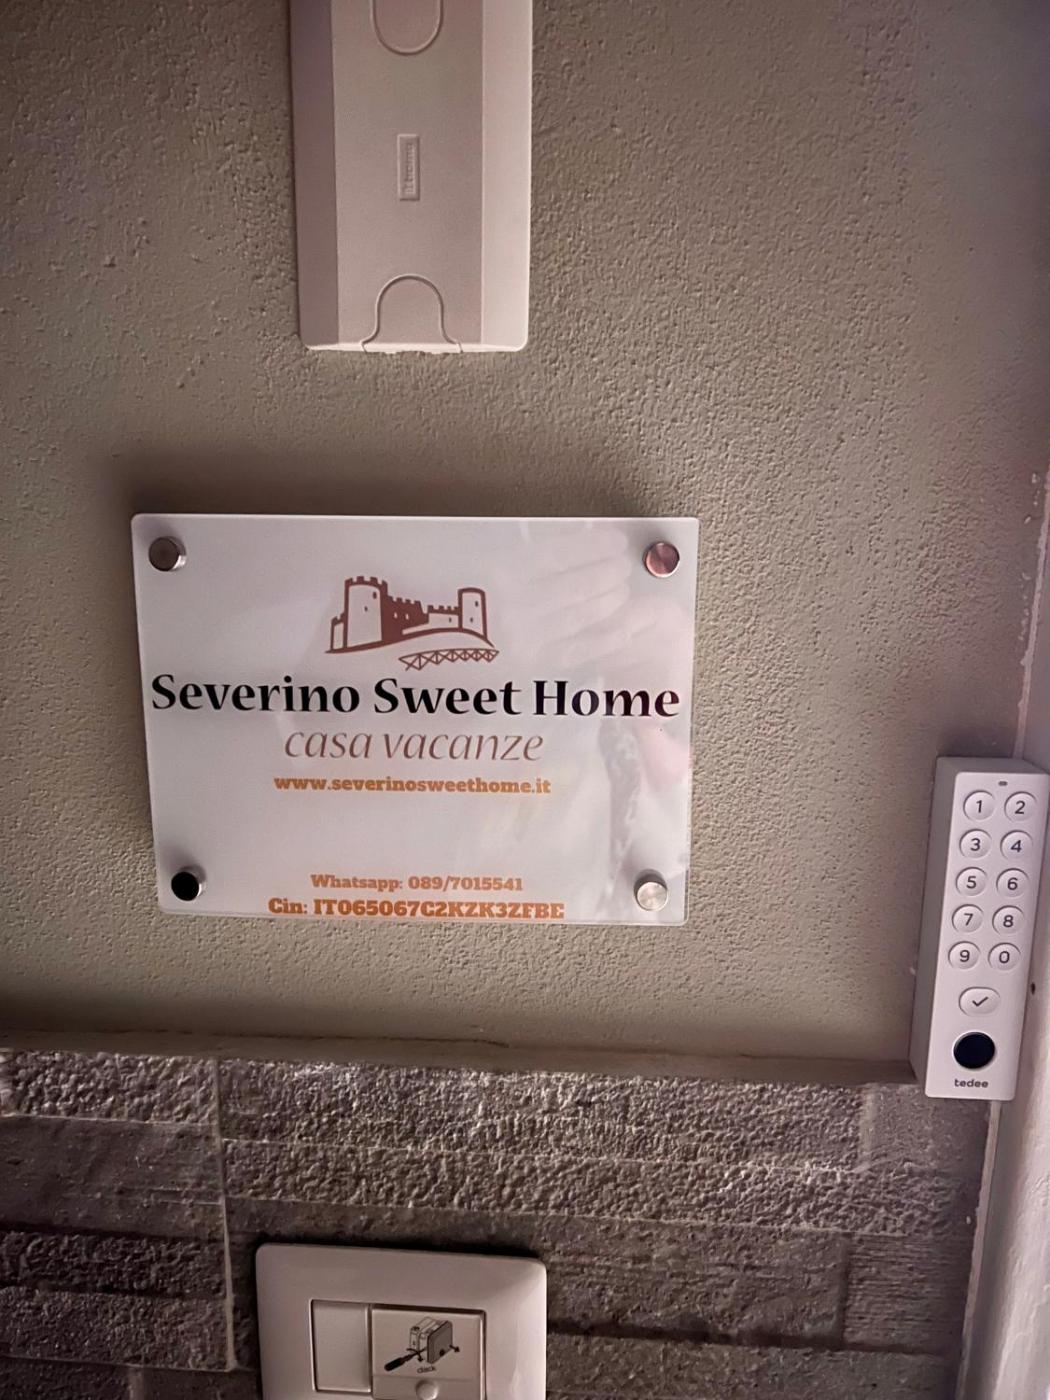 Severino Sweet Home
casa vacanze
www.severinosweethome.it
Whatsapp: 089/7015541
Cin: IT065067C2KZK3ZFBE
1 2
3 4
5 6
7 8
9 0
tedee